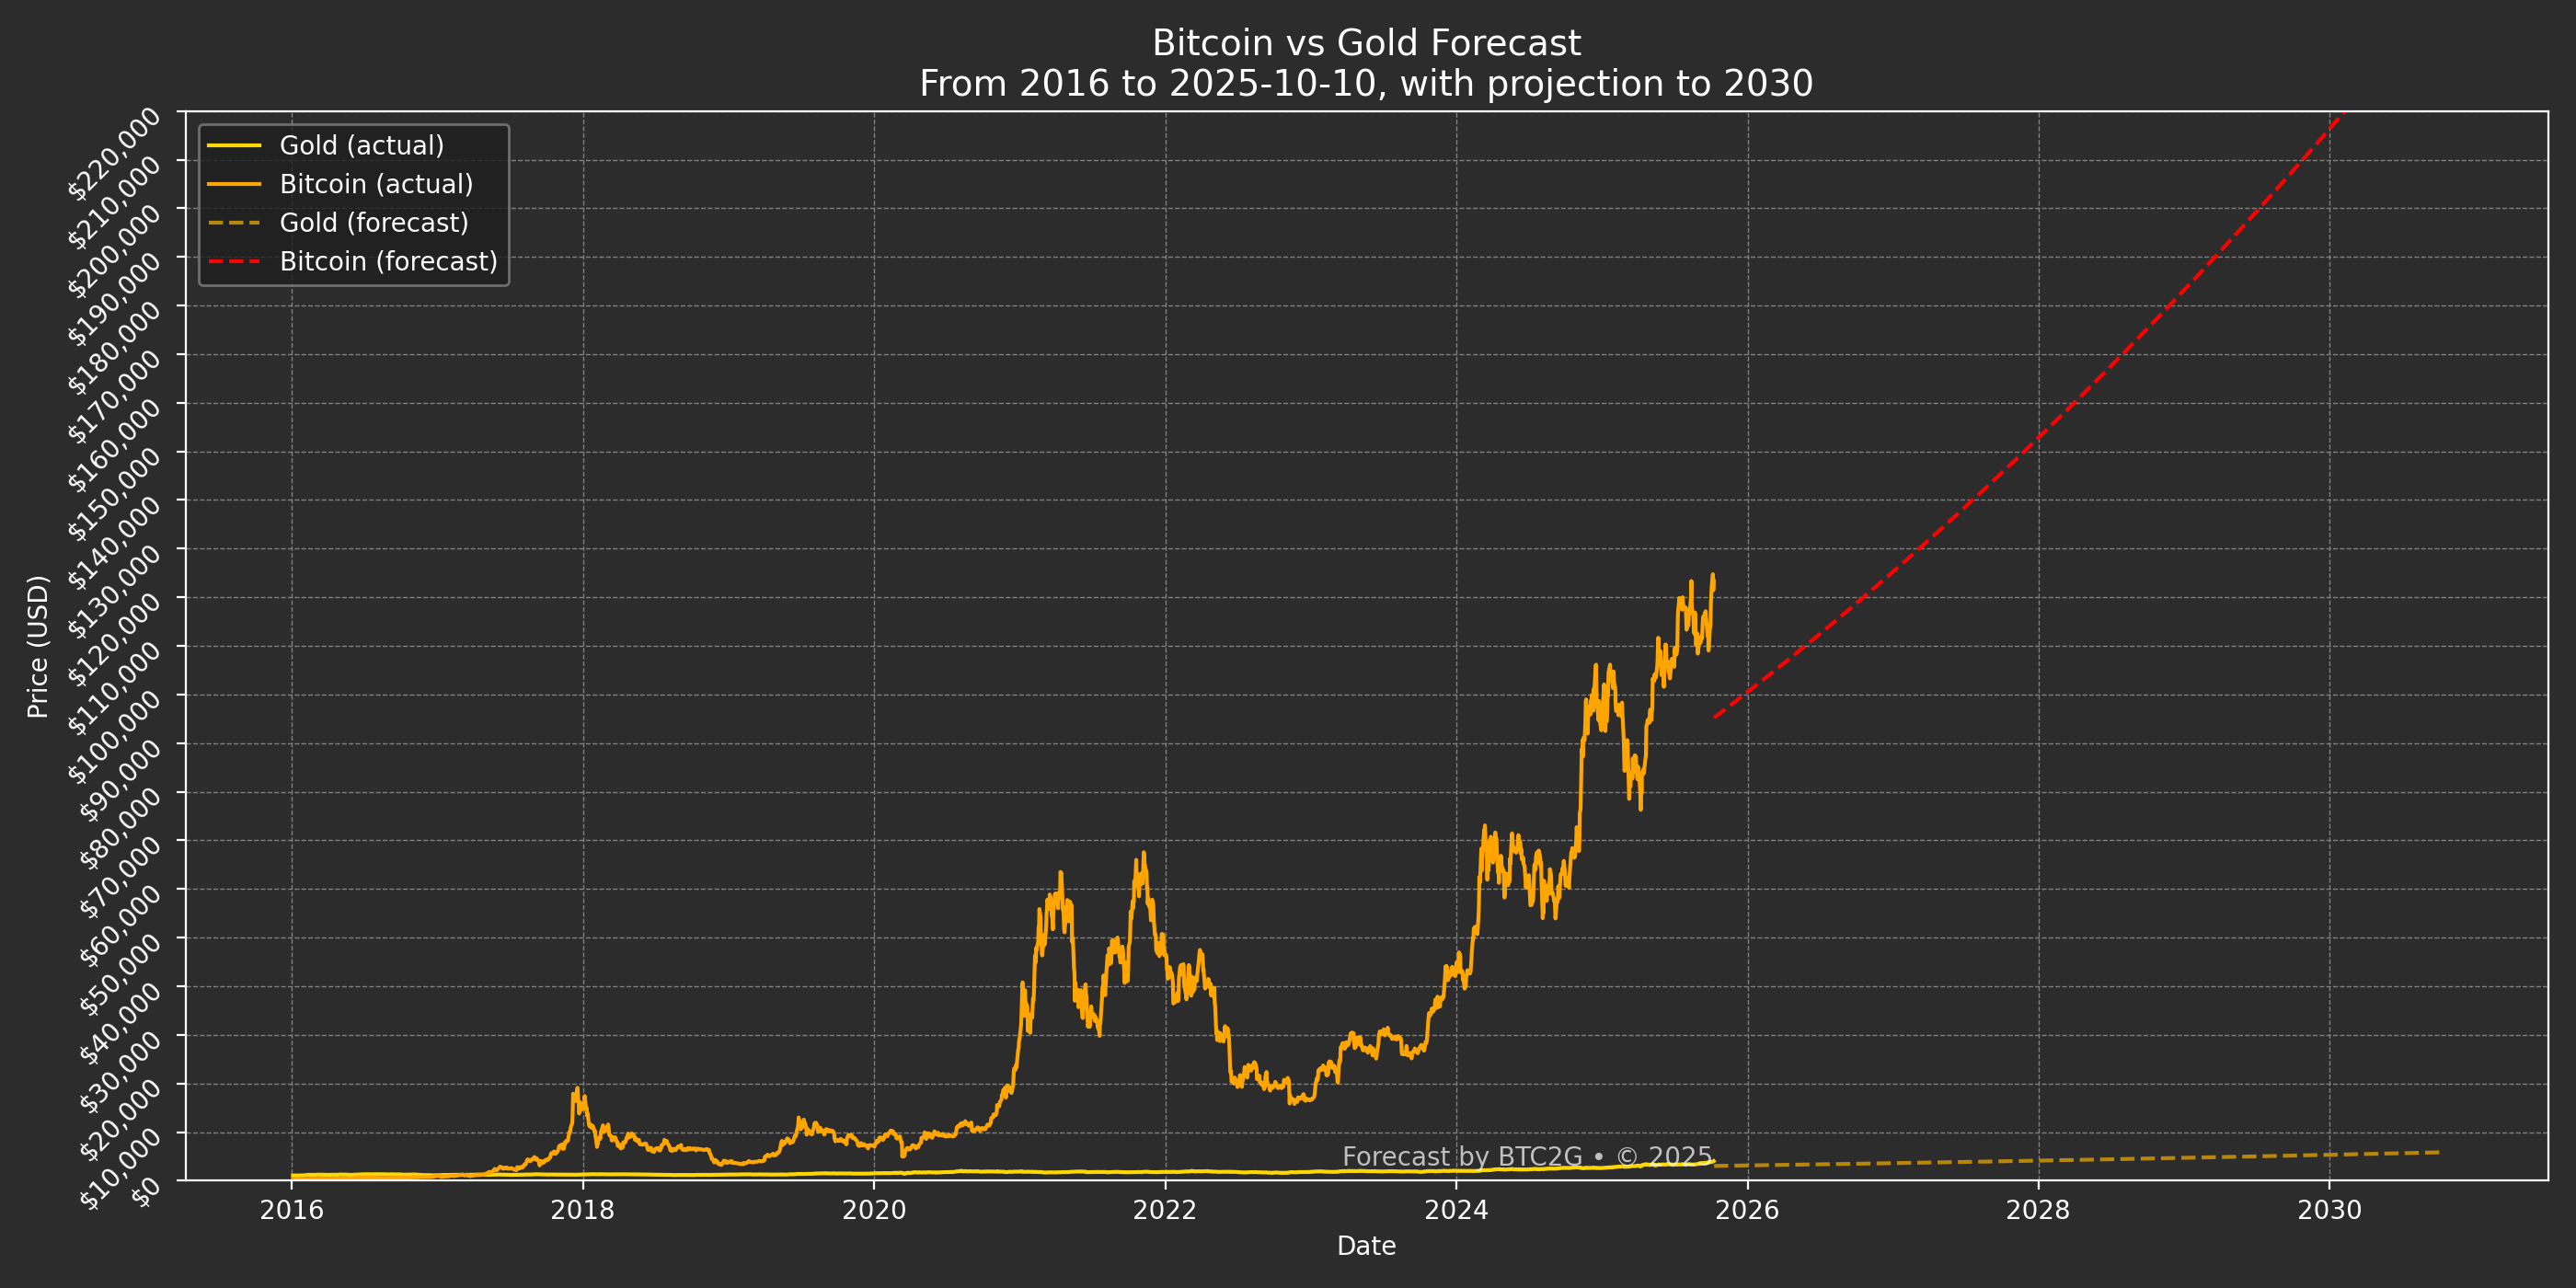 Bitcoin vs Gold Forecast
From 2016 to 2025-10-10, with projection to 2030
Gold (actual)
Bitcoin (actual)
Gold (forecast)
Bitcoin (forecast)
Price (USD)
$220,000
$210,000
$200,000
$190,000
$180,000
$170,000
$160,000
$150,000
$140,000
$130,000
$120,000
$110,000
$100,000
$90,000
$80,000
$70,000
$60,000
$50,000
$40,000
$30,000
$20,000
$10,000
$0
Forecast by BTC2G • © 2025
2016 2018 2020 2022 2024 2026 2028 2030
Date